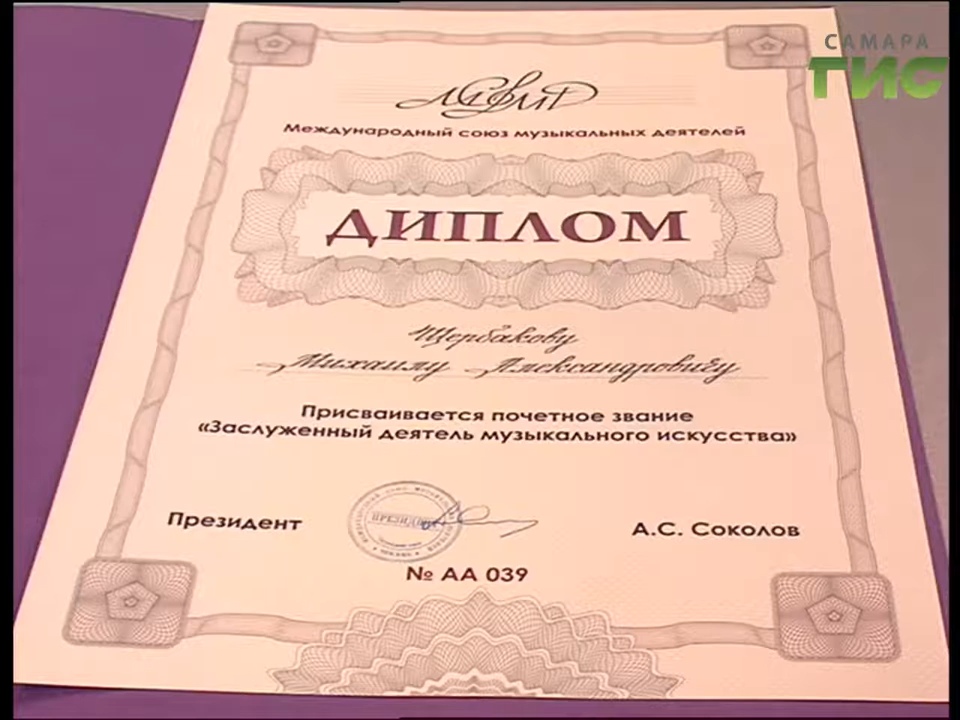 САМАРА
ГИС
Международный союз музыкальных деятелей
ДИПЛОМ
Щербакову
Михаилу Александровичу
Присваивается почетное звание
«Заслуженный деятель музыкального искусства»
Президент
ПРЕЗИДЕНТ
А.С. Соколов
№ АА 039